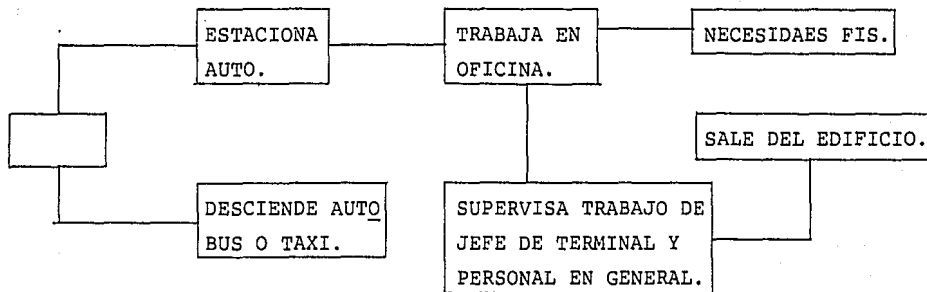 ESTACIONA
AUTO.
TRABAJA EN
OFICINA.
NECESIDAES FIS.
SALE DEL EDIFICIO.
DESCIENDE AUTO
BUS O TAXI.
SUPERVISA TRABAJO DE
JEFE DE TERMINAL Y
PERSONAL EN GENERAL.